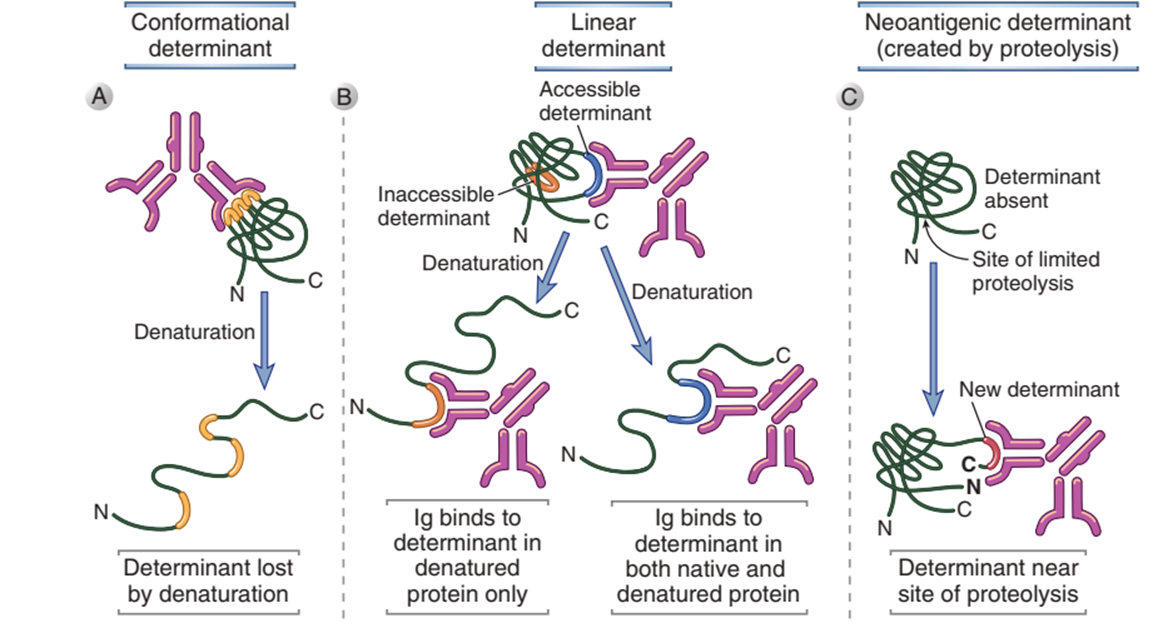 Conformational
determinant
Linear
determinant
Neoantigenic determinant
(created by proteolysis)
A
B
C
Accessible
determinant
Inaccessible
determinant
N
C
Denaturation
Denaturation
N
C
Denaturation
C
N
Determinant lost
by denaturation
C
N
Ig binds to
determinant in
denatured
protein only
C
N
Ig binds to
determinant in
both native and
denatured protein
Determinant
absent
C
N
Site of limited
proteolysis
New determinant
C
N
C
N
Determinant near
site of proteolysis